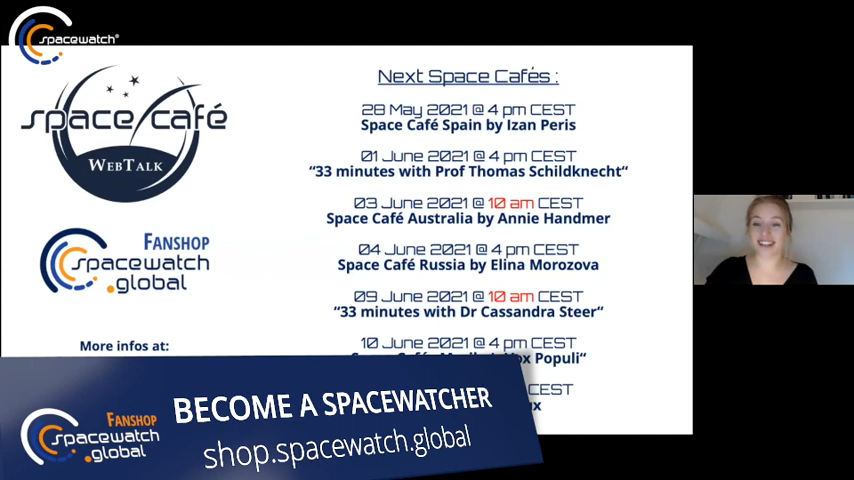 spacewatch®
space café
WEBTALK
FANSHOP
spacewatch
.global
More infos at:
Next Space Cafés :
28 May 2021 @ 4 pm CEST
Space Café Spain by Izan Peris
01 June 2021 @ 4 pm CEST
“33 minutes with Prof Thomas Schildknecht“
03 June 2021 @ 10 am CEST
Space Café Australia by Annie Handmer
04 June 2021 @ 4 pm CEST
Space Café Russia by Elina Morozova
09 June 2021 @ 10 am CEST
“33 minutes with Dr Cassandra Steer“
10 June 2021 @ 4 pm CEST
Populi“
CEST
FANSHOP
spacewatch
.global
BECOME A SPACEWATCHER
shop.spacewatch.global